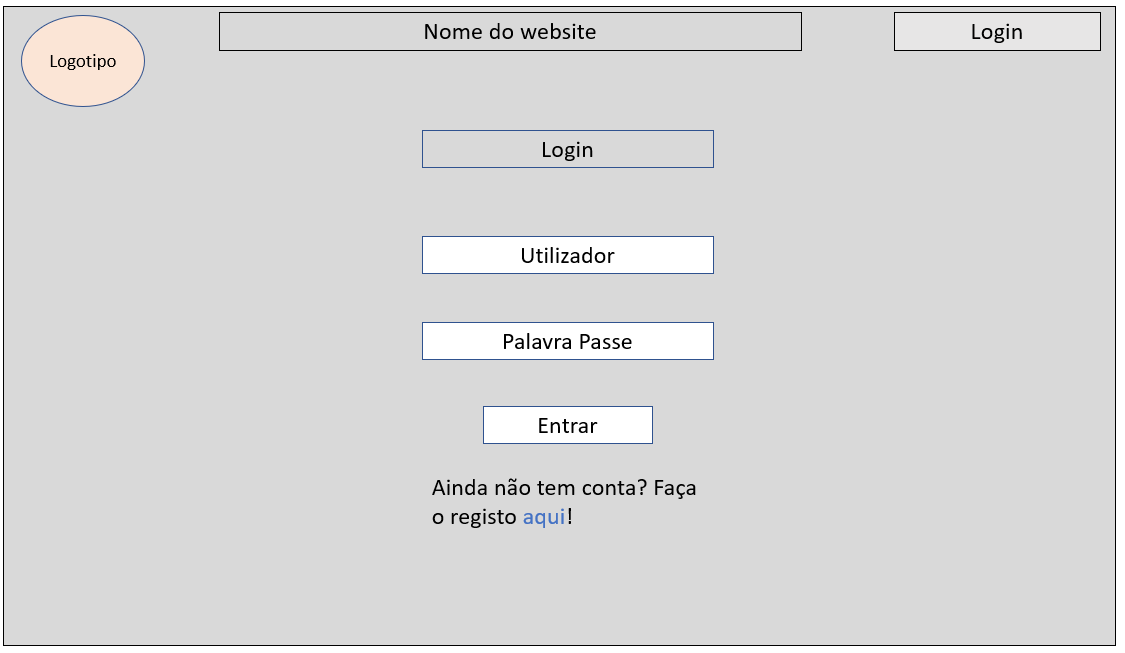 Logotipo
Nome do website
Login
Login
Utilizador
Palavra Passe
Entrar
Ainda não tem conta? Faça
o registo aqui!